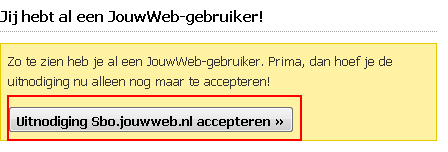 Jij hebt al een JouwWeb-gebruiker!
Zo te zien heb je al een JouwWeb-gebruiker. Prima, dan hoef je de
uitnodiging nu alleen nog maar te accepteren!
Uitnodiging Sbo.jouwweb.nl accepteren »